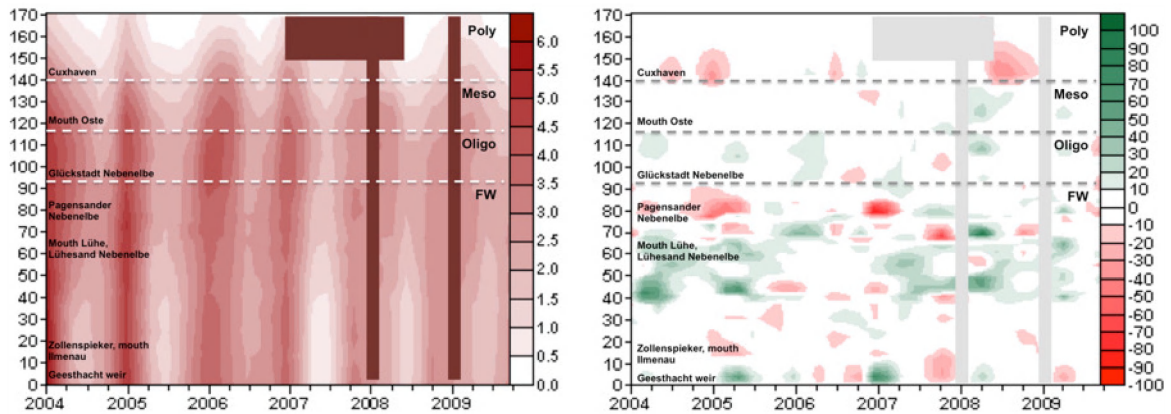 170
160
150
140
130
120
110
100
90
80
70
60
50
40
30
20
10
0
Poly
Cuxhaven
Meso
Mouth Oste
Oligo
Glückstadt Nebenelbe
FW
Pagensander
Nebenelbe
Mouth Lühe,
Lühesand Nebenelbe
Zollenspieker, mouth
Ilmenau
Geesthacht weir
2004 2005 2006 2007 2008 2009
6.0
5.5
5.0
4.5
4.0
3.5
3.0
2.5
2.0
1.5
1.0
0.5
0.0
170
160
150
140
130
120
110
100
90
80
70
60
50
40
30
20
10
0
Poly
Cuxhaven
Meso
Mouth Oste
Oligo
Glückstadt Nebenelbe
FW
Pagensander
Nebenelbe
Mouth Lühe,
Lühesand Nebenelbe
Zollenspieker, mouth
Ilmenau
Geesthacht weir
2004 2005 2006 2007 2008 2009
100
90
80
70
60
50
40
30
20
10
0
-10
-20
-30
-40
-50
-60
-70
-80
-90
-100